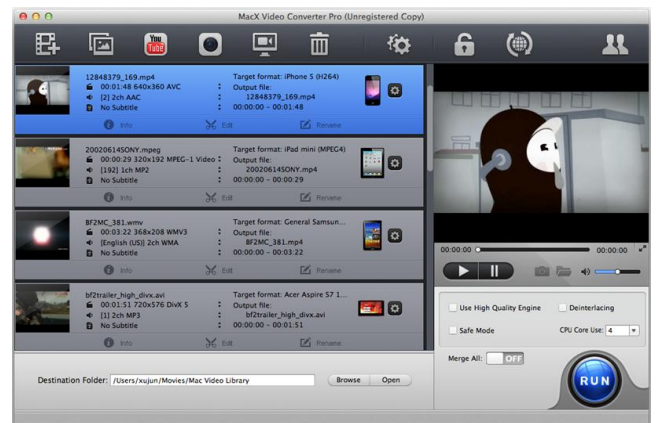 MacX Video Converter Pro (Unregistered Copy)
You
Tube
12848379_169.mp4
00:01:48 640x360 AVC
[2] 2ch AAC
No Subtitle
Target format: iPhone 5 (H264)
Output file:
12848379_169.mp4
00:00:00 - 00:01:48
Info
Edit
Rename
20020614SONY.mpeg
00:00:29 320x192 MPEG-1 Video
[192] 1ch MP2
No Subtitle
Target format: iPad mini (MPEG4)
Output file:
20020614SONY.mp4
00:00:00 - 00:00:29
Info
Edit
Rename
BF2MC_381.wmv
00:03:22 368x208 WMV3
[English (US)] 2ch WMA
No Subtitle
Target format: General Samsun...
Output file:
BF2MC_381.mp4
00:00:00 - 00:03:22
Info
Edit
Rename
bf2trailer_high_divx.avi
00:01:51 720x576 DivX 5
[1] 2ch MP3
No Subtitle
Target format: Acer Aspire S7 1...
Output file:
bf2trailer_high_divx.avi
00:00:00 - 00:01:51
Info
Edit
Rename
00:00:00
00:00:00
Use High Quality Engine
Deinterlacing
Safe Mode
CPU Core Use: 4
Merge All: OFF
RUN
Destination Folder: /Users/xujun/Movies/Mac Video Library
Browse
Open